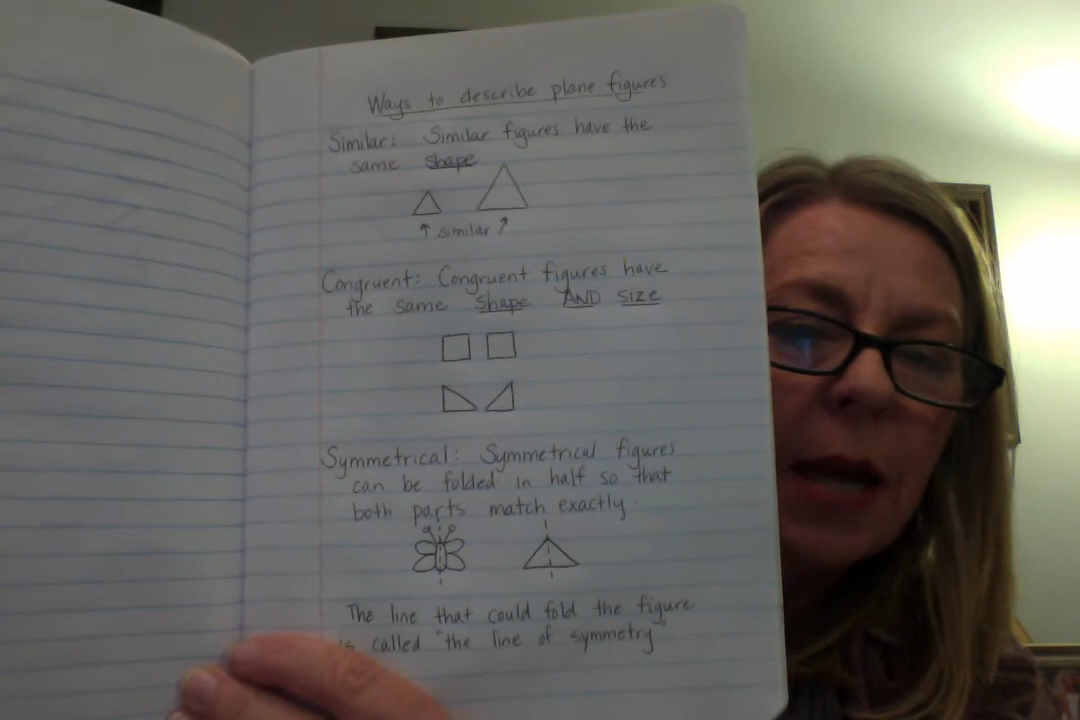 Ways to describe plane figures
Similar: Similar figures have the
same shape
↑ similar ↗
Congruent: Congruent figures have
the same shape AND SIZE
Symmetrical: Symmetrical figures
can be folded in half so that
both parts match exactly.
The line that could fold the figure
is called "the line of symmetry"